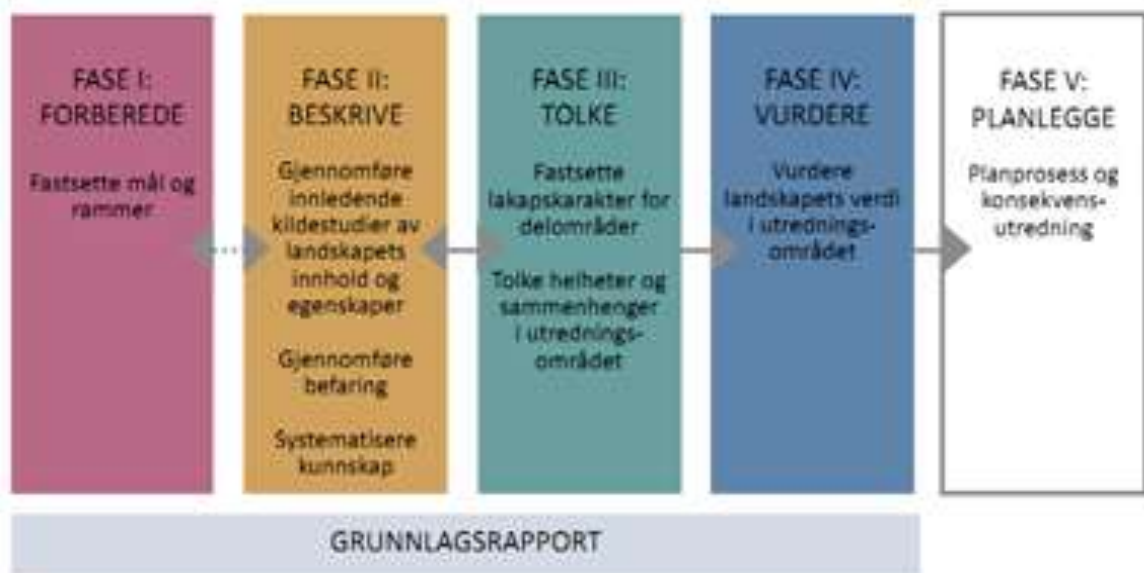 FASE I:
FORBEREDE
Fastsette mål og
rammer
FASE II:
BESKRIVE
Gjennomføre
innledende
kildestudier av
landskapets
innhold og
egenskaper
Gjennomføre
befaring
Systematisere
kunnskap
FASE III:
TOLKE
Fastsette
lakapskarakter for
delområder
Tolke helheter og
sammenhenger
i utrednings-
området
FASE IV:
VURDERE
Vurdere
landskapets verdi
i utrednings-
området
FASE V:
PLANLEGGE
Planprosess og
konsekvens-
utredning
GRUNNLAGSRAPPORT